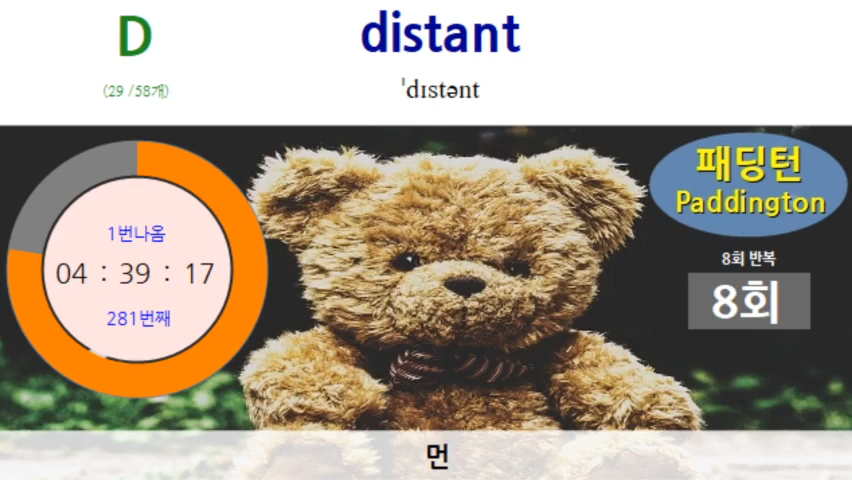 D
distant
(29 /58개)
ˈdɪstənt
패딩턴
Paddington
1번나옴
04 : 39 : 17
281번째
8회 반복
8회
먼